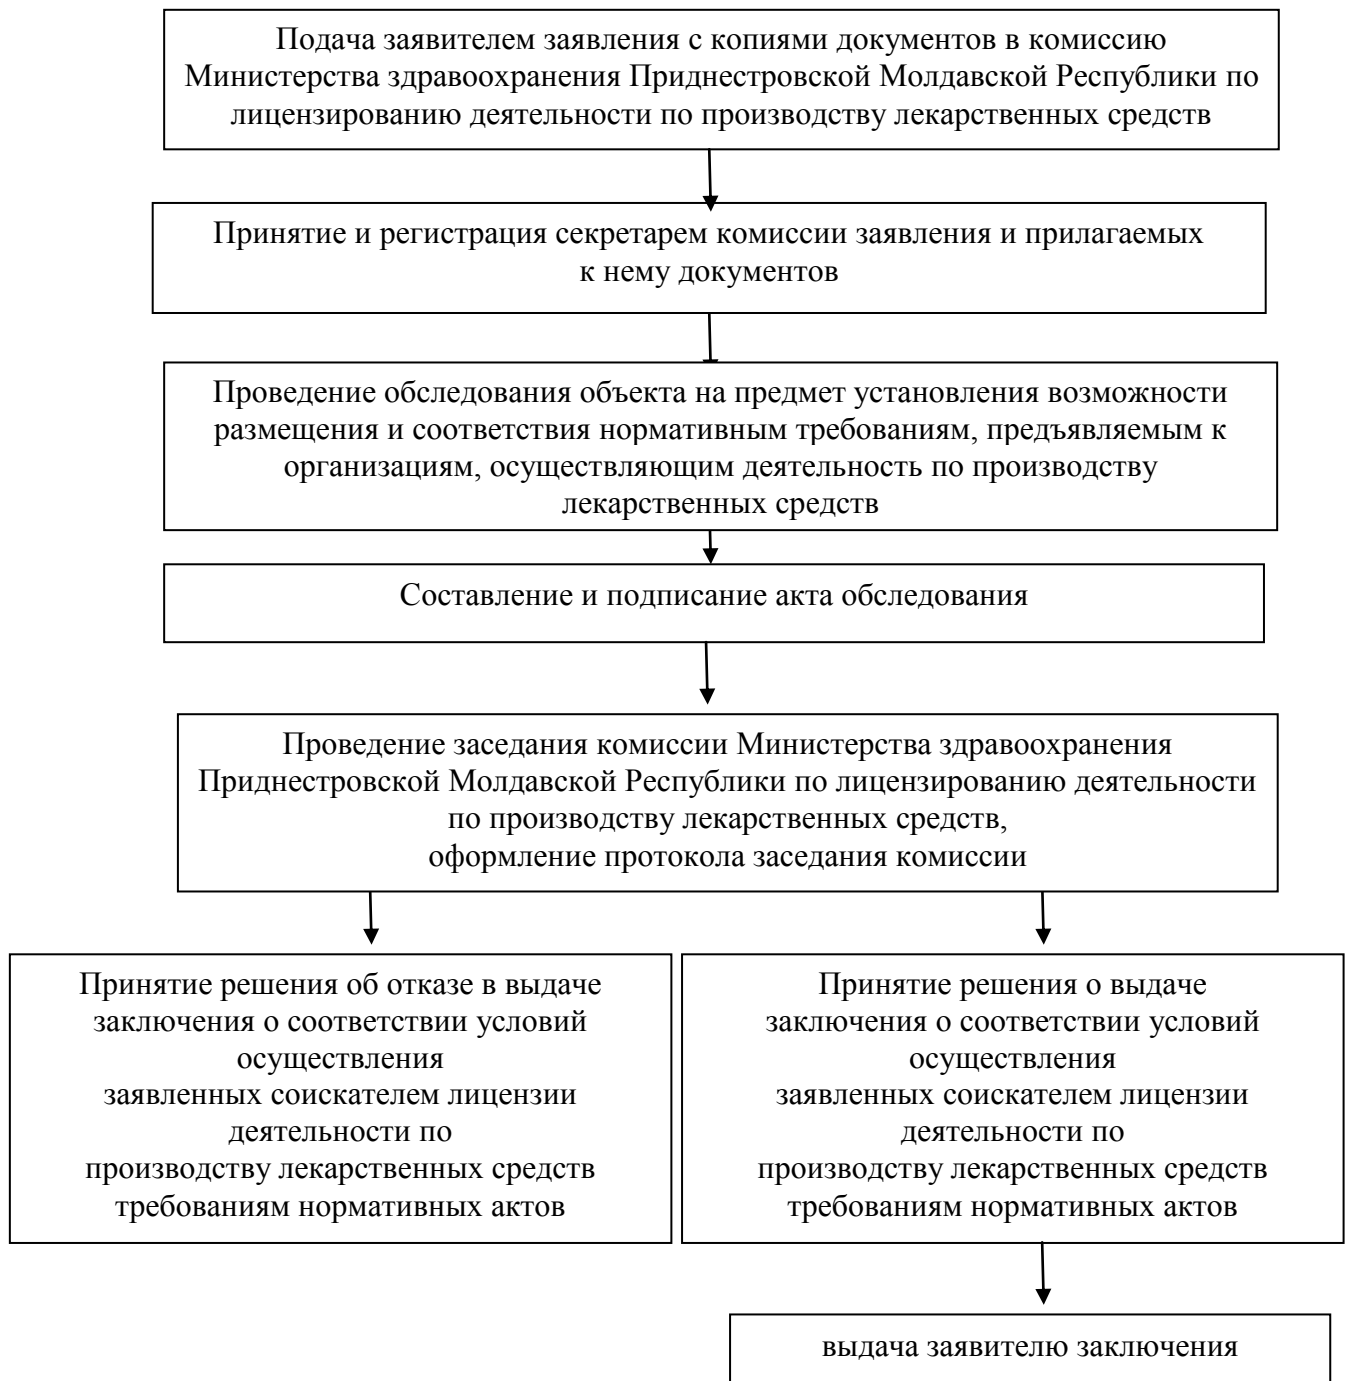 Подача заявителем заявления с копиями документов в комиссию
Министерства здравоохранения Приднестровской Молдавской Республики по
лицензированию деятельности по производству лекарственных средств
Принятие и регистрация секретарем комиссии заявления и прилагаемых
к нему документов
Проведение обследования объекта на предмет установления возможности
размещения и соответствия нормативным требованиям, предъявляемым к
организациям, осуществляющим деятельность по производству
лекарственных средств
Составление и подписание акта обследования
Проведение заседания комиссии Министерства здравоохранения
Приднестровской Молдавской Республики по лицензированию деятельности
по производству лекарственных средств,
оформление протокола заседания комиссии
Принятие решения об отказе в выдаче
заключения о соответствии условий
осуществления
заявленных соискателем лицензии
деятельности по
производству лекарственных средств
требованиям нормативных актов
Принятие решения о выдаче
заключения о соответствии условий
осуществления
заявленных соискателем лицензии
деятельности по
производству лекарственных средств
требованиям нормативных актов
выдача заявителю заключения